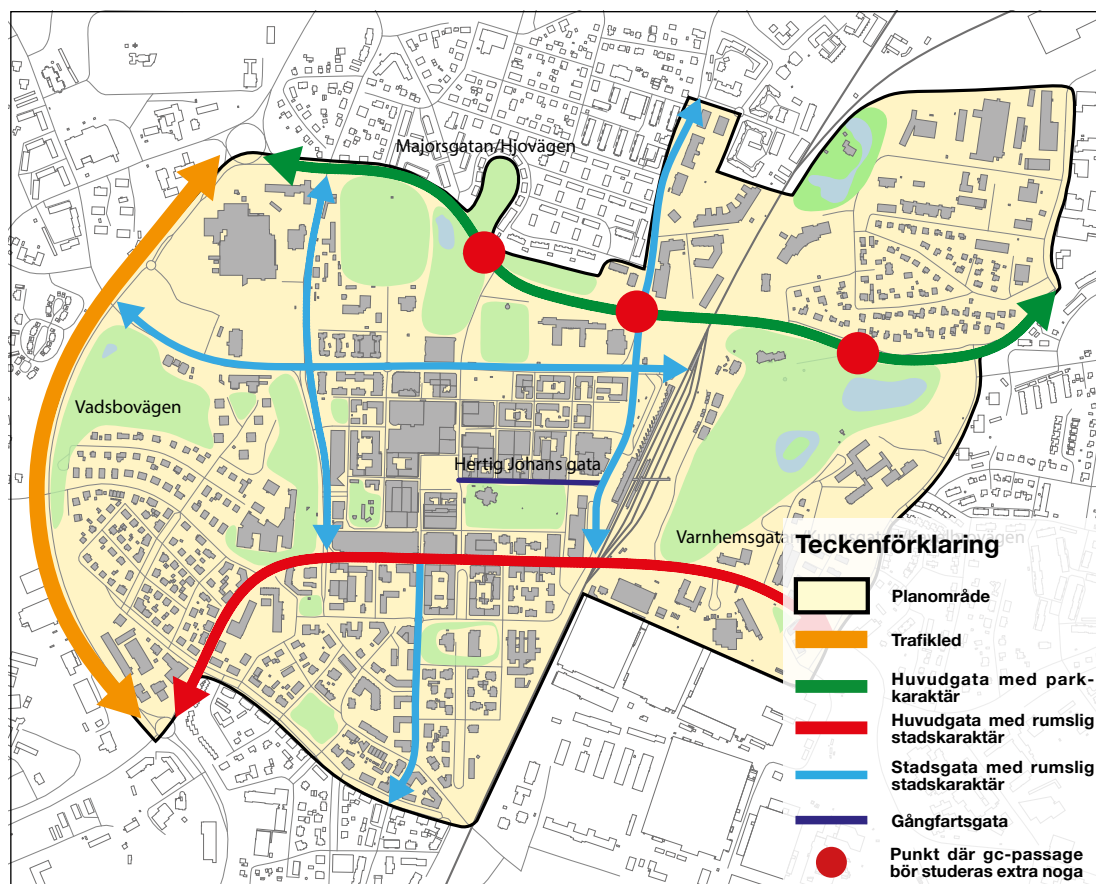 Majorsgatan/Hjovägen
Vadsbovägen
Hertig Johans gata
Varnhemsgatan
Teckenförklaring
Planområde
Trafikled
Huvudgata med park-
karaktär
Huvudgata med rumslig
stadskaraktär
Stadsgata med rumslig
stadskaraktär
Gångfartsgata
Punkt där gc-passage
bör studeras extra noga